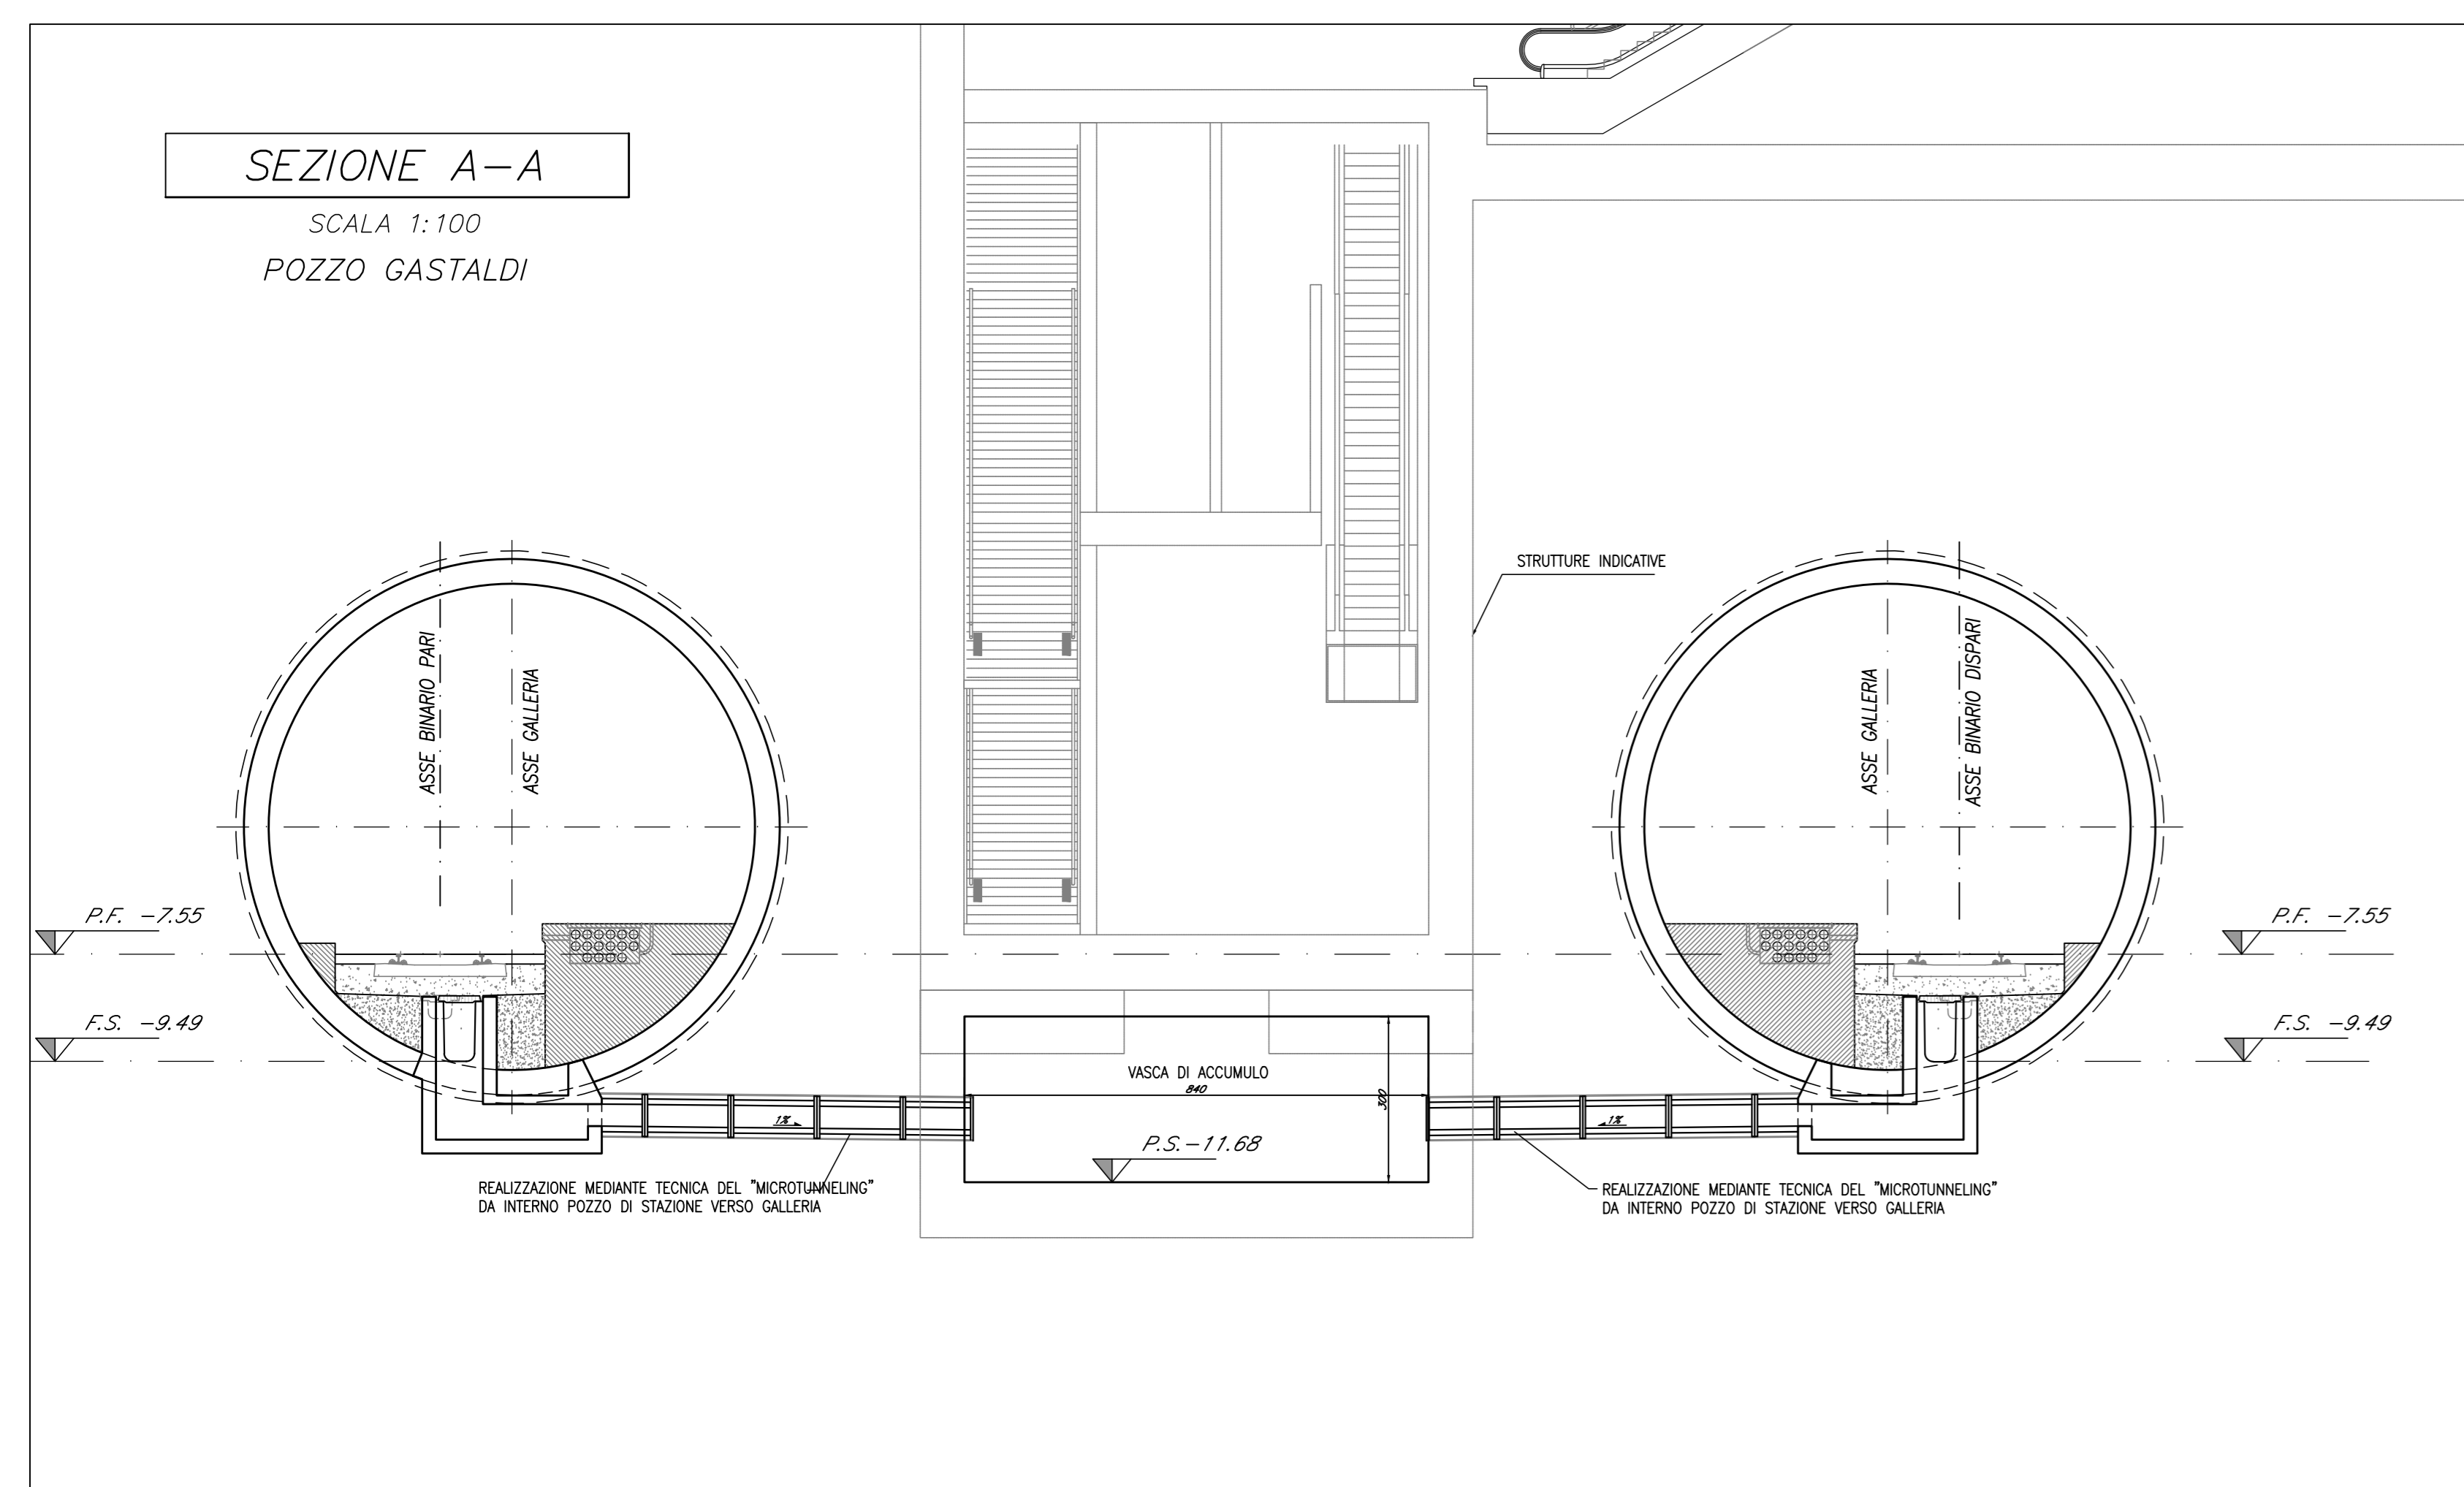 SEZIONE A-A
SCALA 1:100
POZZO GASTALDI
STRUTTURE INDICATIVE
ASSE BINARIO PARI
ASSE GALLERIA
ASSE GALLERIA
ASSE BINARIO DISPARI
P.F. -7.55
P.F. -7.55
F.S. -9.49
F.S. -9.49
VASCA DI ACCUMULO
840
300
1%
1%
P.S.-11.68
REALIZZAZIONE MEDIANTE TECNICA DEL "MICROTUNNELING"
DA INTERNO POZZO DI STAZIONE VERSO GALLERIA
REALIZZAZIONE MEDIANTE TECNICA DEL "MICROTUNNELING"
DA INTERNO POZZO DI STAZIONE VERSO GALLERIA